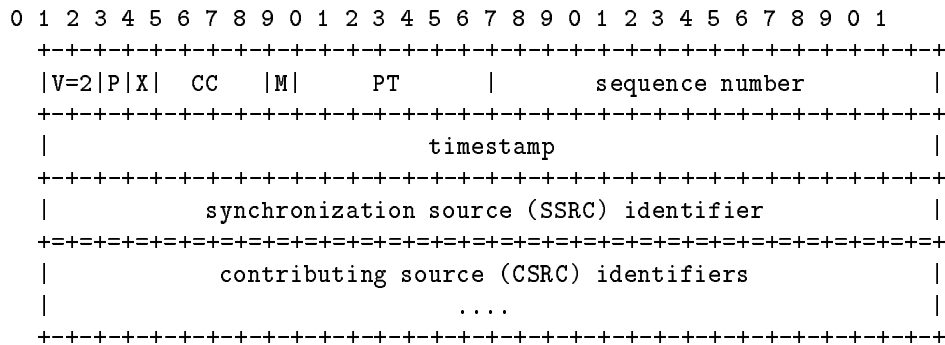 0 1 2 3 4 5 6 7 8 9 0 1 2 3 4 5 6 7 8 9 0 1 2 3 4 5 6 7 8 9 0 1
+-+-+-+-+-+-+-+-+-+-+-+-+-+-+-+-+-+-+-+-+-+-+-+-+-+-+-+-+-+-+-+-+
|V=2|P|X| CC |M| PT | sequence number |
+-+-+-+-+-+-+-+-+-+-+-+-+-+-+-+-+-+-+-+-+-+-+-+-+-+-+-+-+-+-+-+-+
| timestamp |
+-+-+-+-+-+-+-+-+-+-+-+-+-+-+-+-+-+-+-+-+-+-+-+-+-+-+-+-+-+-+-+-+
| synchronization source (SSRC) identifier |
+=+=+=+=+=+=+=+=+=+=+=+=+=+=+=+=+=+=+=+=+=+=+=+=+=+=+=+=+=+=+=+=+
| contributing source (CSRC) identifiers |
| .... |
+-+-+-+-+-+-+-+-+-+-+-+-+-+-+-+-+-+-+-+-+-+-+-+-+-+-+-+-+-+-+-+-+